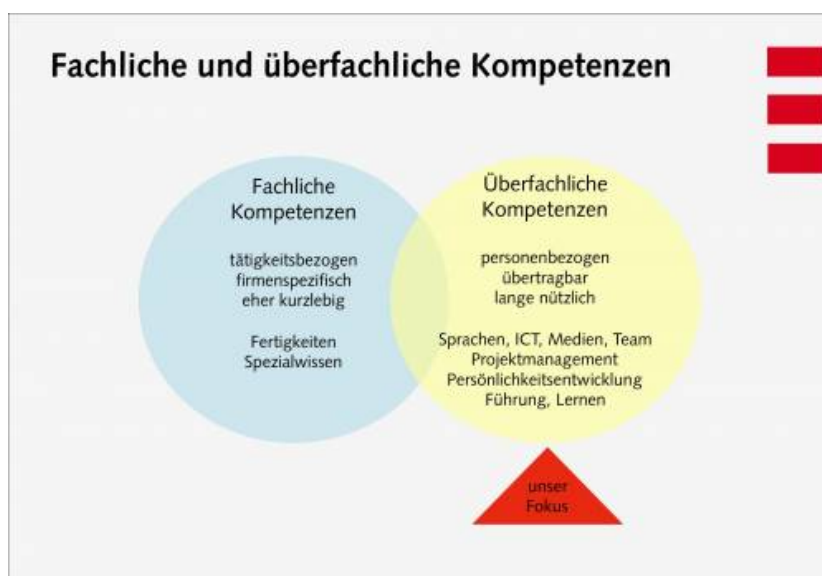 Fachliche und überfachliche Kompetenzen
Fachliche
Kompetenzen
tätigkeitsbezogen
firmenspezifisch
eher kurzlebig
Fertigkeiten
Spezialwissen
Überfachliche
Kompetenzen
personenbezogen
übertragbar
lange nützlich
Sprachen, ICT, Medien, Team
Projektmanagement
Persönlichkeitsentwicklung
Führung, Lernen
unser
Fokus